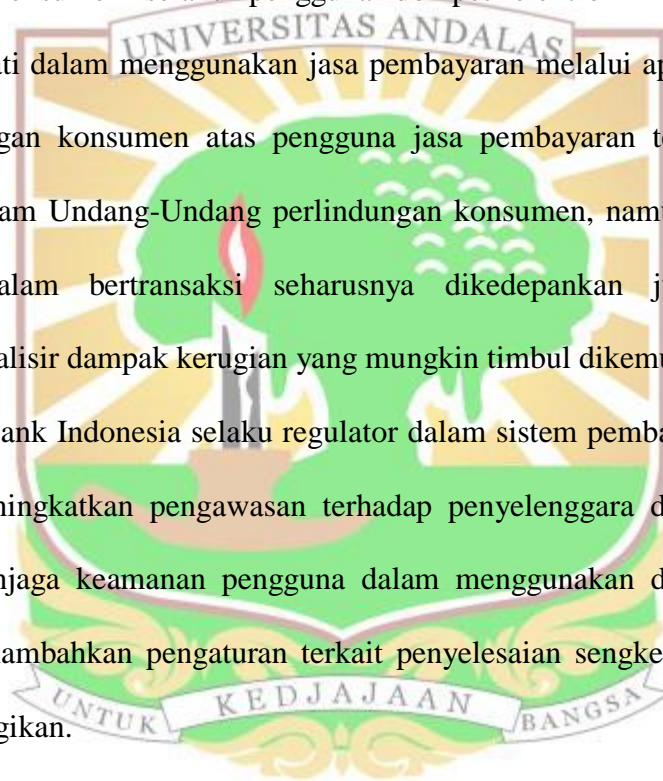 UNIVERSITAS ANDALAS
ati dalam menggunakan jasa pembayaran melalui ap
gan konsumen atas pengguna jasa pembayaran te
am Undang-Undang perlindungan konsumen, namu
alam bertransaksi seharusnya dikedepankan ju
alisir dampak kerugian yang mungkin timbul dikemu
ank Indonesia selaku regulator dalam sistem pemba
ningkatkan pengawasan terhadap penyelenggara d
njaga keamanan pengguna dalam menggunakan d
ambahkan pengaturan terkait penyelesaian sengke
gikan.
UNTUK KEDJAJAAN BANGSA